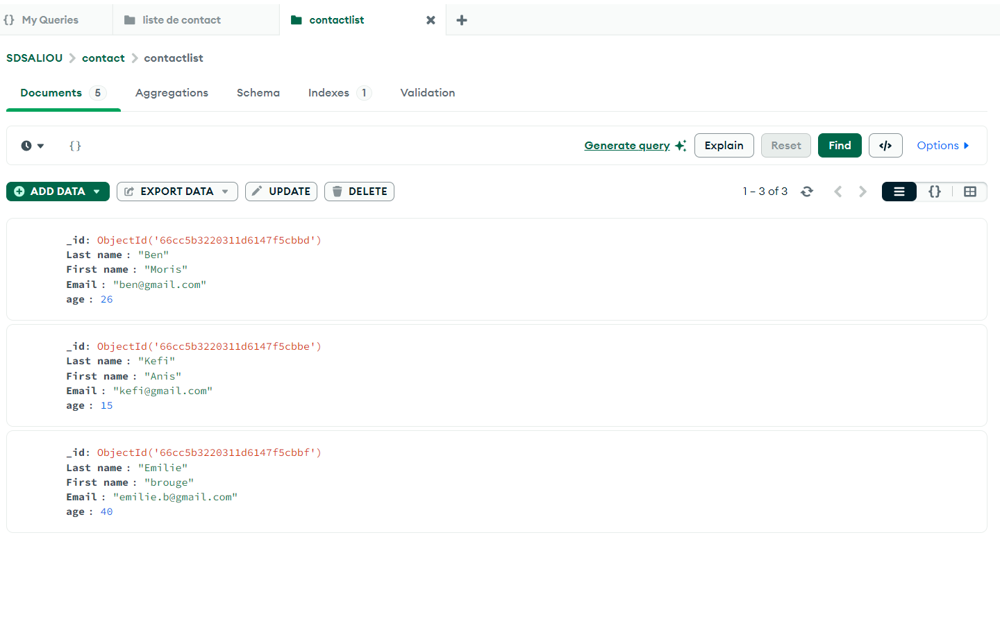 {} My Queries
liste de contact
contactlist
SDSALIOU > contact > contactlist
Documents 5
Aggregations
Schema
Indexes 1
Validation
{}
Generate query
Explain
Reset
Find
</>
Options
ADD DATA
EXPORT DATA
UPDATE
DELETE
1 – 3 of 3
{}
_id: ObjectId('66cc5b3220311d6147f5cbbd')
Last name : "Ben"
First name : "Moris"
Email : "ben@gmail.com"
age : 26
_id: ObjectId('66cc5b3220311d6147f5cbbe')
Last name : "Kefi"
First name : "Anis"
Email : "kefi@gmail.com"
age : 15
_id: ObjectId('66cc5b3220311d6147f5cbbf')
Last name : "Emilie"
First name : "brouge"
Email : "emilie.b@gmail.com"
age : 40